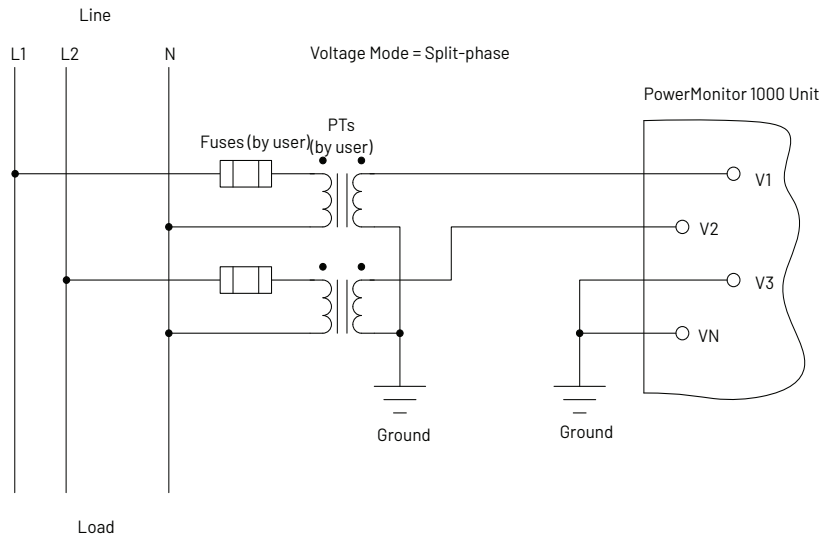 Line
L1
L2
N
Voltage Mode = Split-phase
PowerMonitor 1000 Unit
PTs
(by user)
Fuses (by user)
V1
V2
V3
VN
Ground
Ground
Load